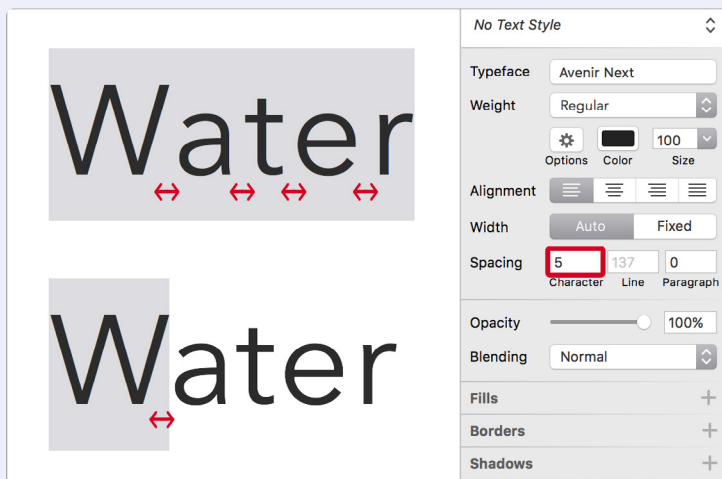 Water
Water
No Text Style
Typeface Avenir Next
Weight Regular
100
Options Color Size
Alignment
Width Auto Fixed
Spacing 5 137 0
Character Line Paragraph
Opacity 100%
Blending Normal
Fills
Borders
Shadows